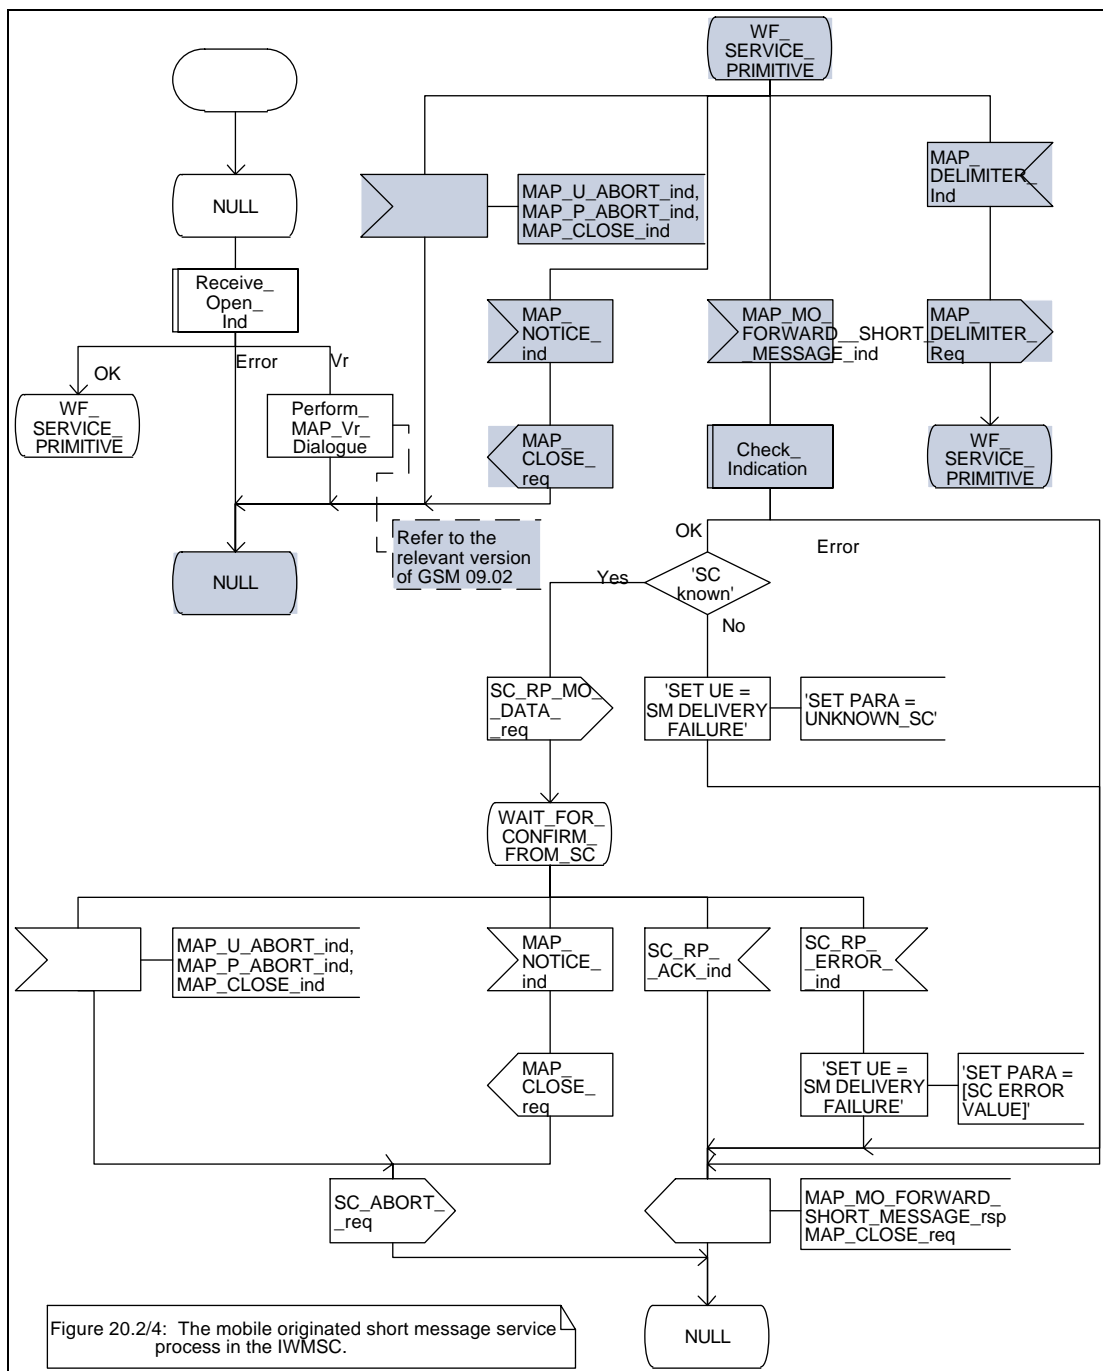 WF_
SERVICE_
PRIMITIVE
NULL
Receive_
Open_
Ind
OK
Error
Vr
WF_
SERVICE_
PRIMITIVE
Perform_
MAP_Vr_
Dialogue
NULL
Refer to the
relevant version
of GSM 09.02
MAP_U_ABORT_ind,
MAP_P_ABORT_ind,
MAP_CLOSE_ind
MAP_
NOTICE_
ind
MAP_
CLOSE_
req
MAP_MO_
FORWARD__SHORT_
_MESSAGE_ind
Check_
Indication
MAP_
DELIMITER_
Ind
MAP_
DELIMITER_
Req
WF_
SERVICE_
PRIMITIVE
OK
Error
'SC
known'
Yes
No
SC_RP_MO_
_DATA_
_req
'SET UE =
SM DELIVERY
FAILURE'
'SET PARA =
UNKNOWN_SC'
WAIT_FOR_
CONFIRM_
FROM_SC
MAP_U_ABORT_ind,
MAP_P_ABORT_ind,
MAP_CLOSE_ind
MAP_
NOTICE_
ind
SC_RP_
_ACK_ind
SC_RP_
_ERROR_
_ind
MAP_
CLOSE_
req
'SET UE =
SM DELIVERY
FAILURE'
'SET PARA =
[SC ERROR
VALUE]'
SC_ABORT_
_req
MAP_MO_FORWARD_
SHORT_MESSAGE_rsp
MAP_CLOSE_req
NULL
Figure 20.2/4: The mobile originated short message service
process in the IWMSC.